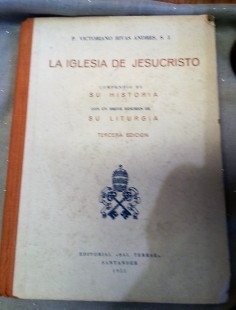 P. VICTORIANO RIVAS ANDRES, S. I.
LA IGLESIA DE JESUCRISTO
COMPENDIO DE
SU HISTORIA
CON UN BREVE RESUMEN DE
SU LITURGIA
TERCERA EDICION
EDITORIAL «SAL TERRAE»
SANTANDER